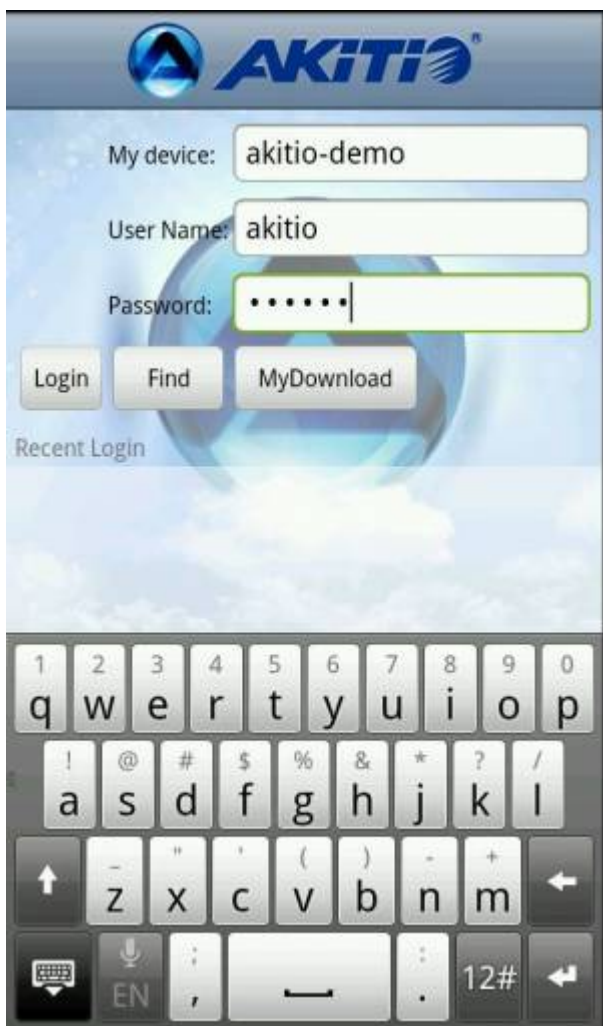 AKiTiO®
My device: akitio-demo
User Name: akitio
Password: ••••••
Login Find MyDownload
Recent Login
1 2 3 4 5 6 7 8 9 0
q w e r t y u i o p
! @ # $ % & * ? /
a s d f g h j k l
_ " ' ( ) - +
z x c v b n m
; :
EN , . 12#